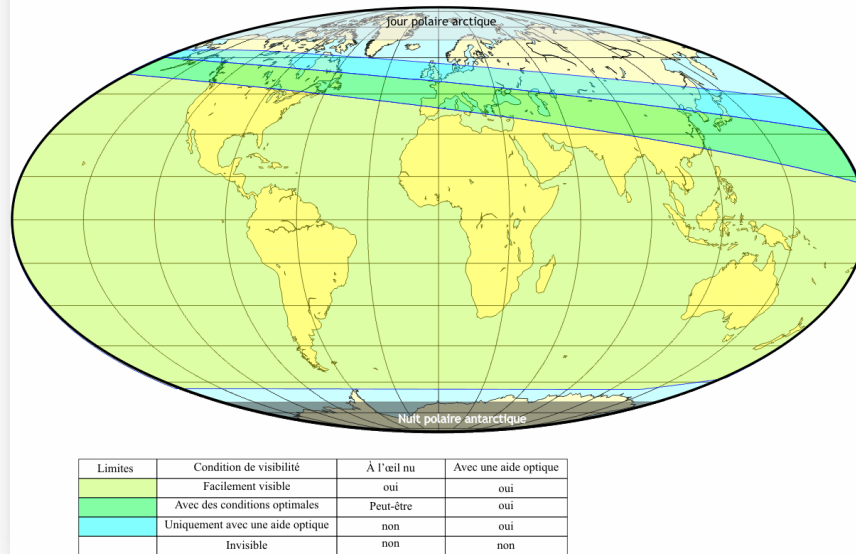 jour polaire arctique
Nuit polaire antarctique
Limites Condition de visibilité À l’œil nu Avec une aide optique
Facilement visible oui oui
Avec des conditions optimales Peut-être oui
Uniquement avec une aide optique non oui
Invisible non non